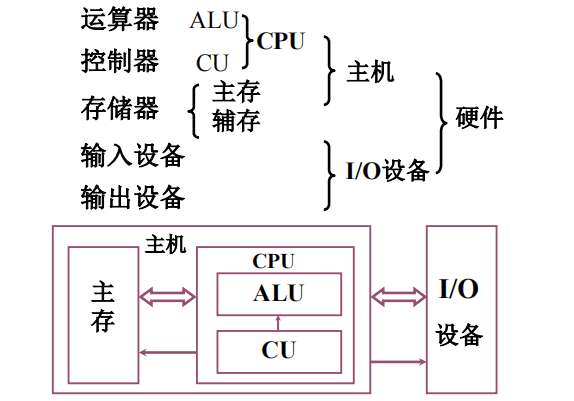 运算器 ALU
CPU
控制器 CU
主机
存储器 主存
辅存
硬件
输入设备
I/O设备
输出设备
主机
主存
CPU
ALU
CU
I/O
设备